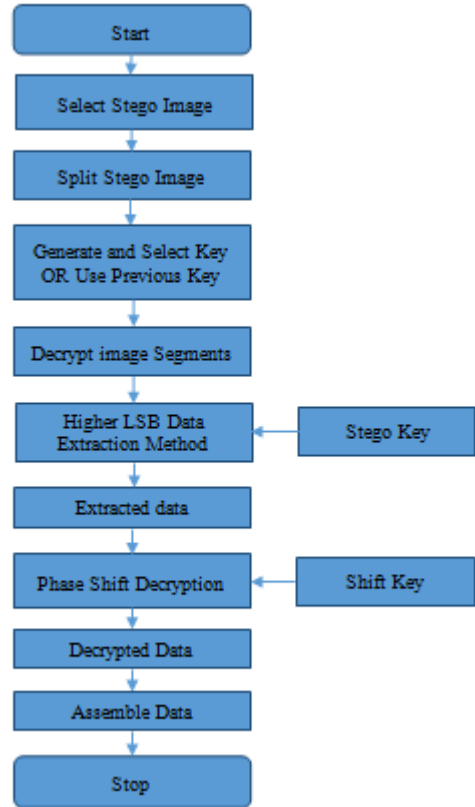 Start
Select Stego Image
Split Stego Image
Generate and Select Key
OR Use Previous Key
Decrypt image Segments
Higher LSB Data
Extraction Method
Stego Key
Extracted data
Phase Shift Decryption
Shift Key
Decrypted Data
Assemble Data
Stop